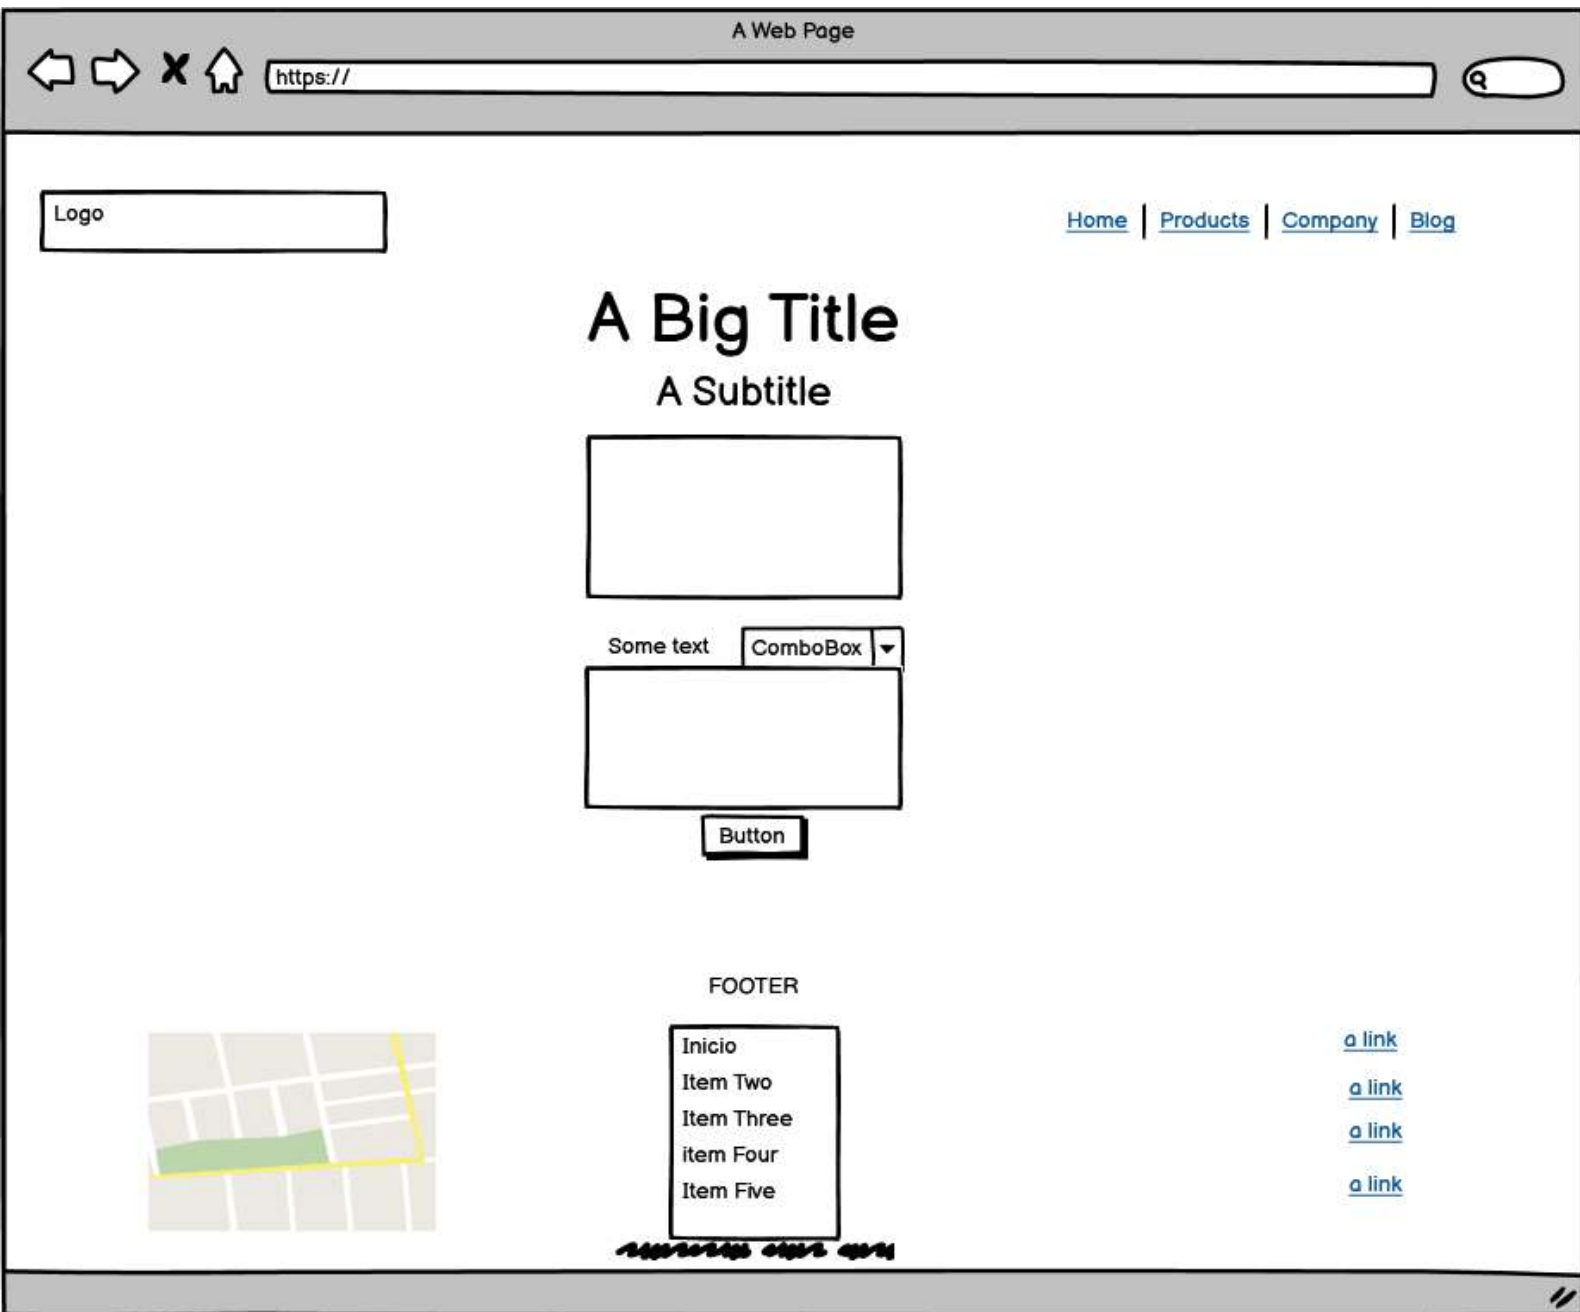 A Web Page
https://
Logo
Home Products Company Blog
A Big Title
A Subtitle
Some text ComboBox
Button
FOOTER
Inicio
Item Two
Item Three
item Four
Item Five
a link
a link
a link
a link